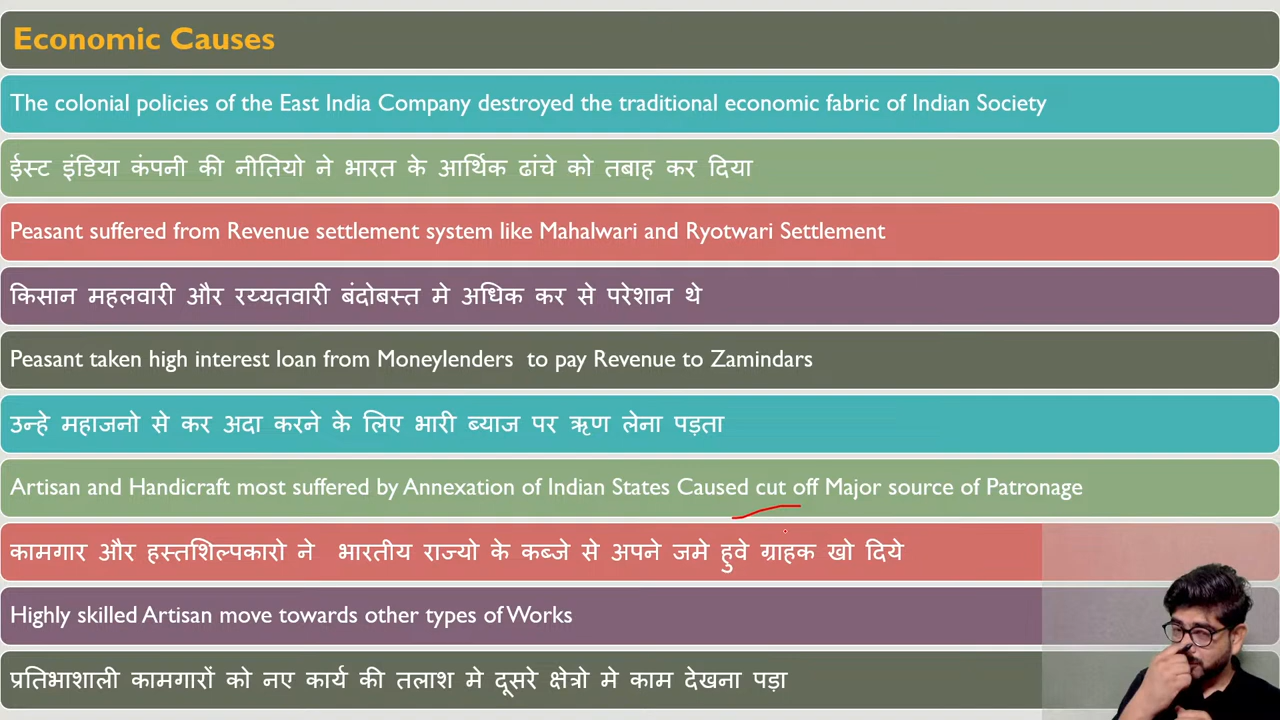 Economic Causes
The colonial policies of the East India Company destroyed the traditional economic fabric of Indian Society
ईस्ट इंडिया कंपनी की नीतियो ने भारत के आर्थिक ढांचे को तबाह कर दिया
Peasant suffered from Revenue settlement system like Mahalwari and Ryotwari Settlement
किसान महलवारी और रय्यतवारी बंदोबस्त मे अधिक कर से परेशान थे
Peasant taken high interest loan from Moneylenders to pay Revenue to Zamindars
उन्हे महाजनो से कर अदा करने के लिए भारी ब्याज पर ऋण लेना पड़ता
Artisan and Handicraft most suffered by Annexation of Indian States Caused cut off Major source of Patronage
कामगार और हस्तशिल्पकारो ने भारतीय राज्यो के कब्जे से अपने जमे हुवे ग्राहक खो दिये
Highly skilled Artisan move towards other types of Works
प्रतिभाशाली कामगारों को नए कार्य की तलाश मे दूसरे क्षेत्रो मे काम देखना पड़ा